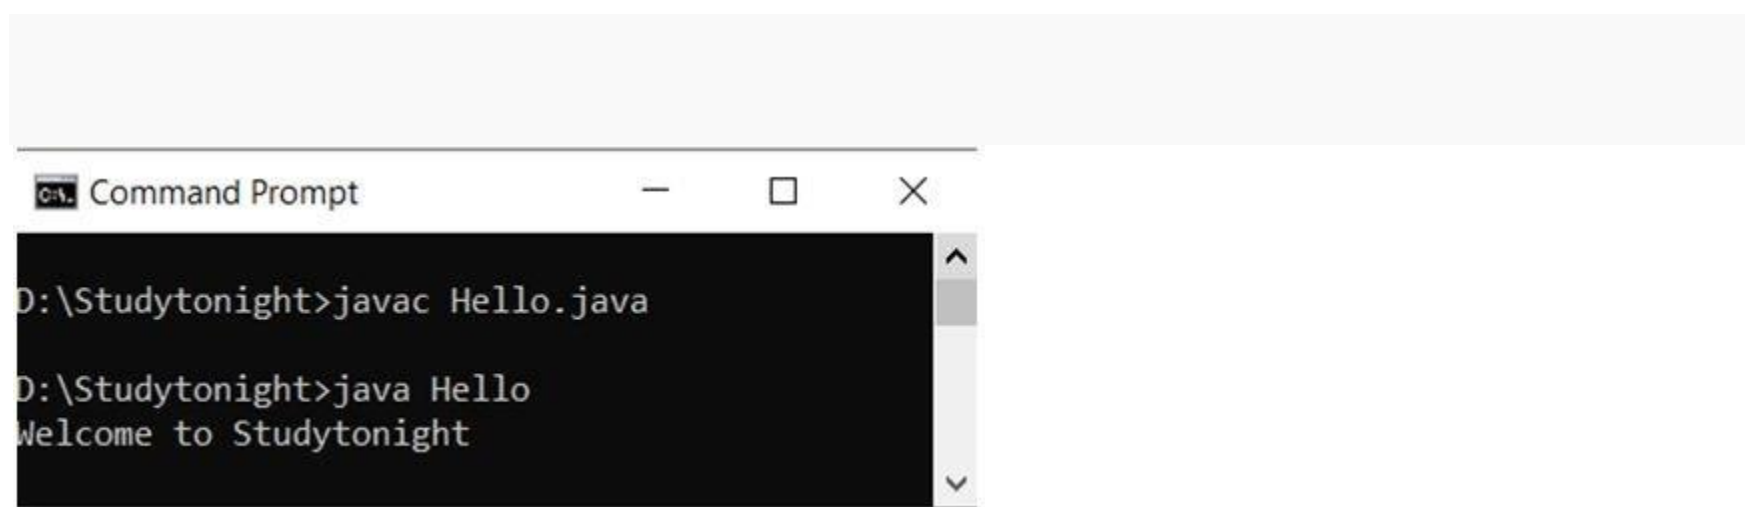 Command Prompt
D:\Studytonight>javac Hello.java
D:\Studytonight>java Hello
Welcome to Studytonight